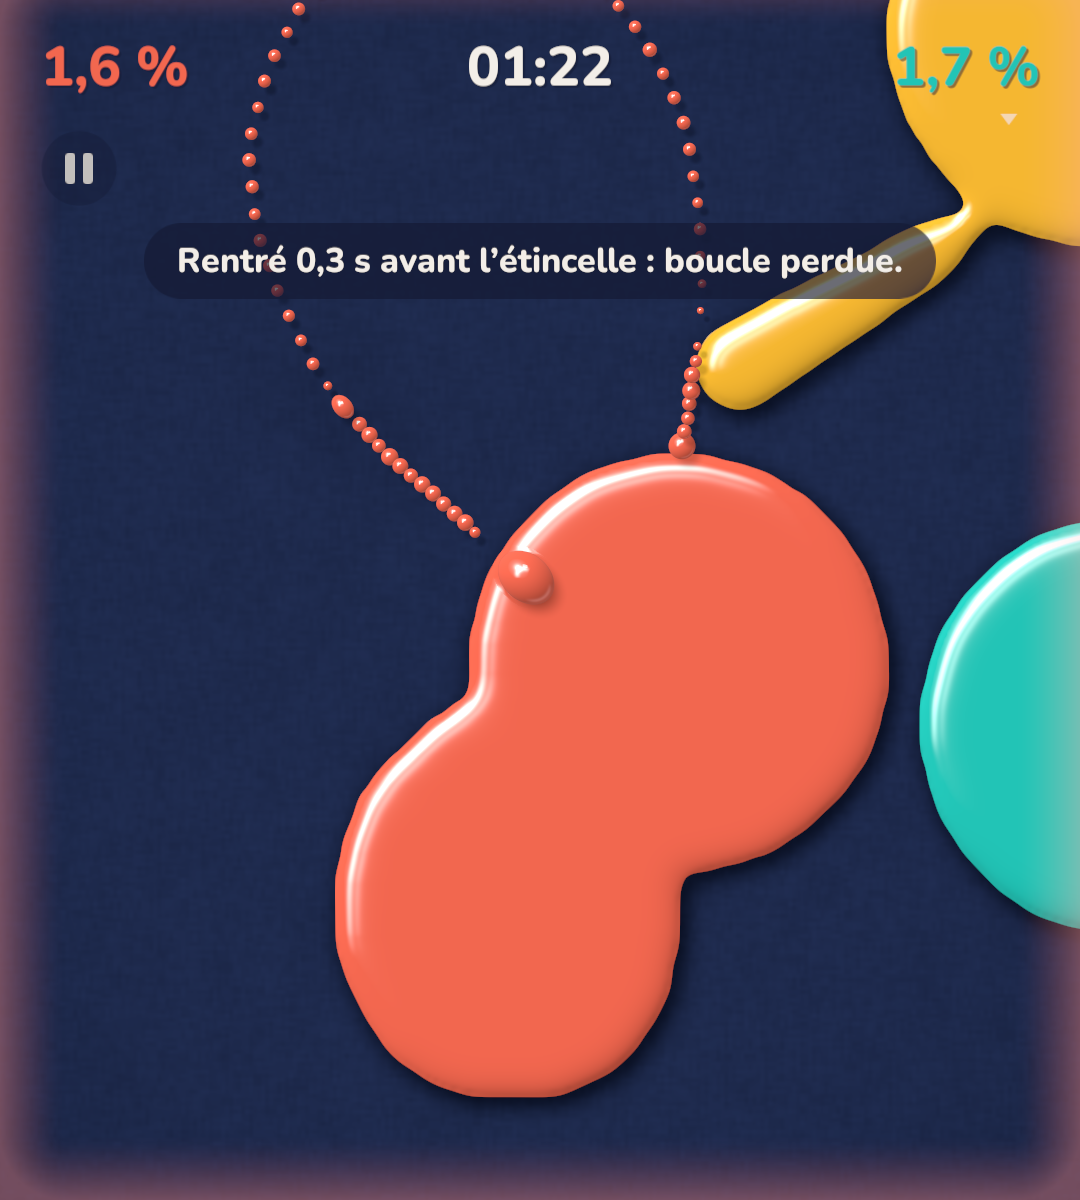 1,6 %
01:22
1,7 %
Rentré 0,3 s avant l’étincelle : boucle perdue.